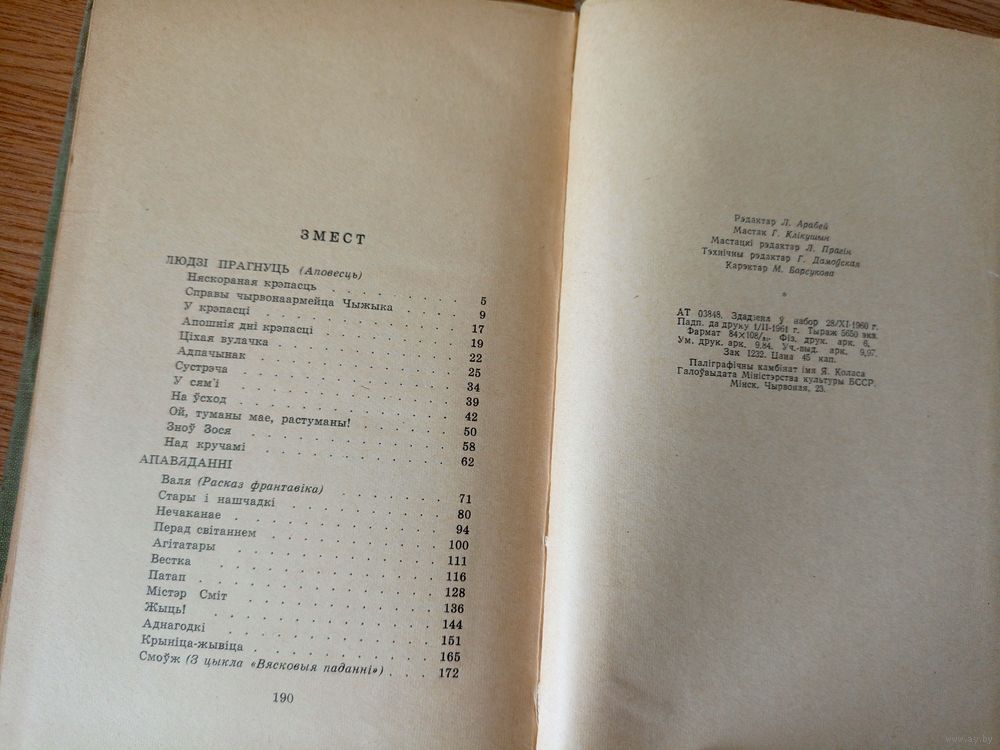 ЗМЕСТ
ЛЮДЗІ ПРАГНУЦЬ (Аповесць)
Няскораная крэпасць . . . . . 5
Справы чырвонаармейца Чыжыка . . . . . 9
У крэпасці . . . . . 17
Апошнія дні крэпасці . . . . . 19
Ціхая вулачка . . . . . 22
Адпачынак . . . . . 25
Сустрэча . . . . . 34
У сям'і . . . . . 39
На ўсход . . . . . 42
Ой, туманы мае, растуманы! . . . . . 50
Зноў Зося . . . . . 58
Над кручамі . . . . . 62
АПАВЯДАННІ
Валя (Расказ франтавіка) . . . . . 71
Стары і нашчадкі . . . . . 80
Нечаканае . . . . . 94
Перад світаннем . . . . . 100
Агітатары . . . . . 111
Вестка . . . . . 116
Патап . . . . . 128
Містэр Сміт . . . . . 136
Жыць! . . . . . 144
Аднагодкі . . . . . 151
Крыніца-жывіца . . . . . 165
Смоўж (З цыкла «Вясковыя паданні») . . . 172
190
Рэдактар Л. Арабей
Мастак Г. Клікушын
Мастацкі рэдактар Л. Прагін
Тэхнічны рэдактар Г. Дамоўская
Карэктар М. Барсукова
*
АТ 03848. Здадзена ў набор 28/XI-1960 г.
Падп. да друку 1/II-1961 г. Тыраж 5650 экз.
Фармат 84×108/32. Фіз. друк. арк. 6.
Ум. друк. арк. 9,84. Уч.-выд. арк. 9,97.
Зак 1232. Цана 45 кап.
Паліграфічны камбінат імя Я. Коласа
Галоўвыдата Міністэрства культуры БССР.
Мінск, Чырвоная, 23.
www.ay.by